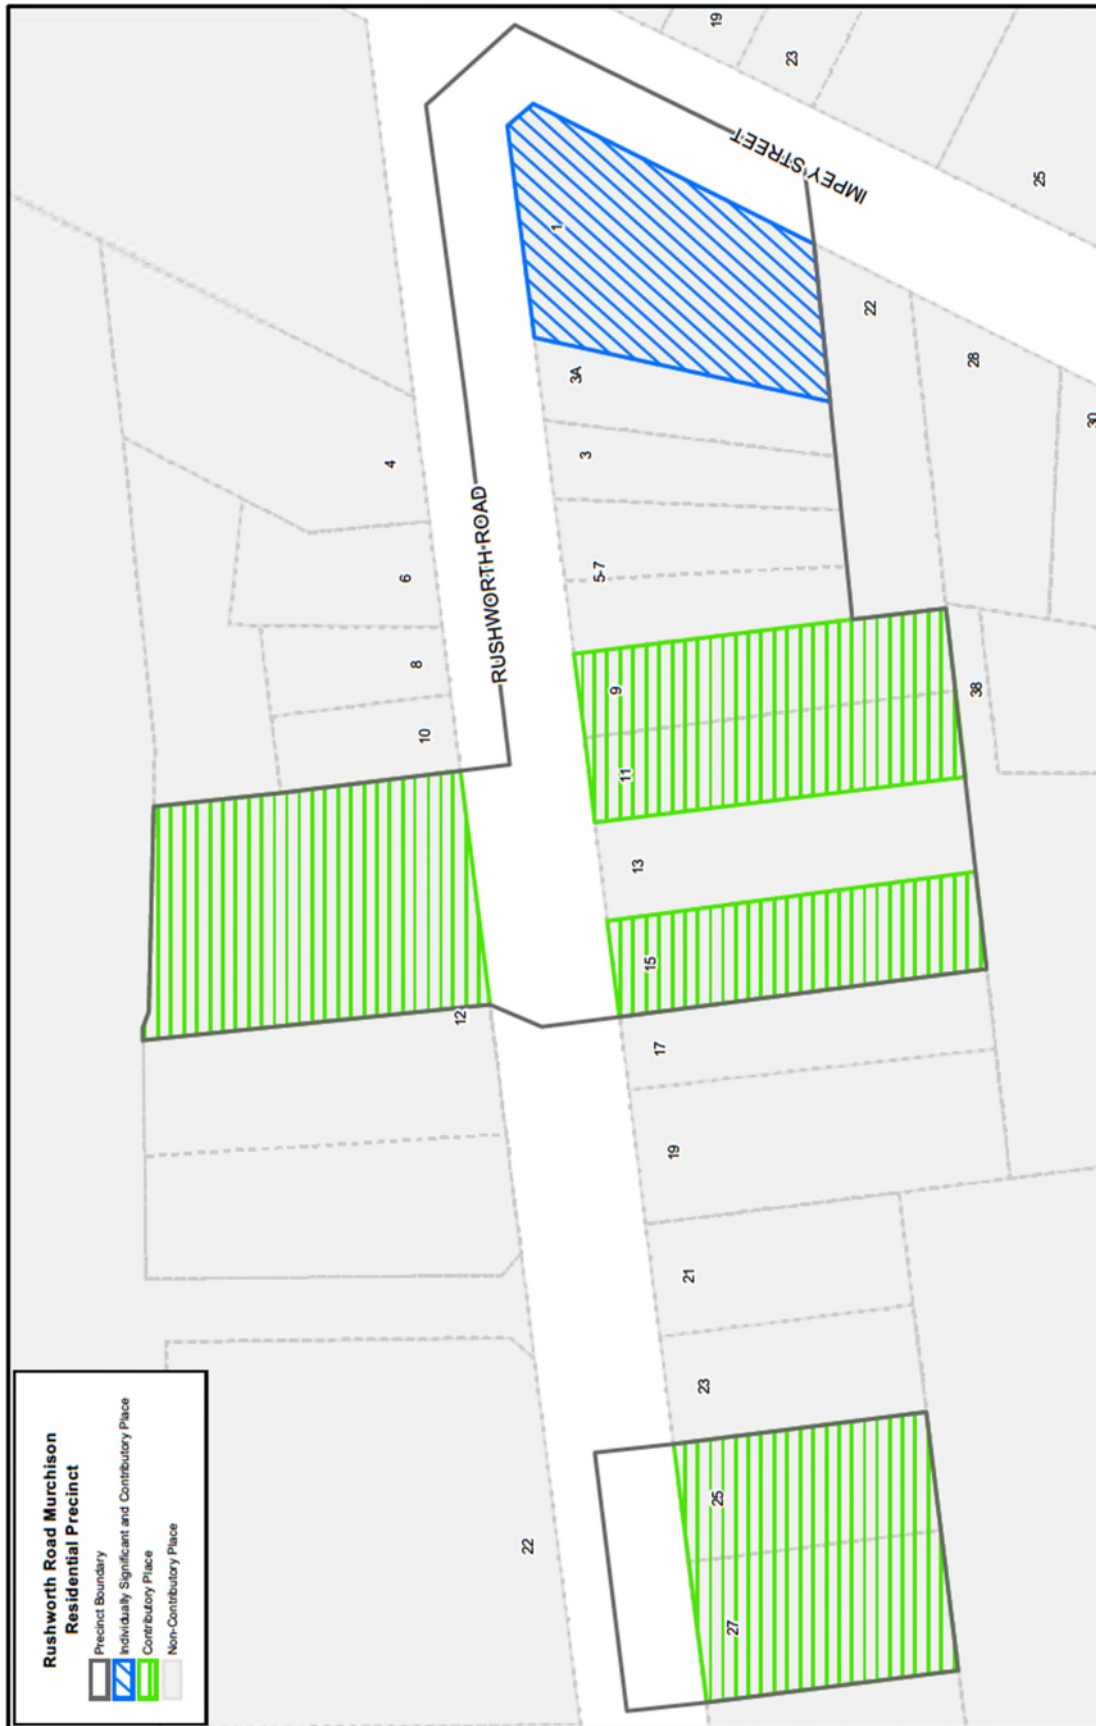 Rushworth Road Murchison
Residential Precinct
Precinct Boundary
Individually Significant and Contributory Place
Contributory Place
Non-Contributory Place
RUSHWORTH ROAD
IMPEY STREET
22
12
10
8
6
4
27
25
23
21
19
17
15
13
11
9
5-7
3
3A
1
38
30
28
22
25
23
19